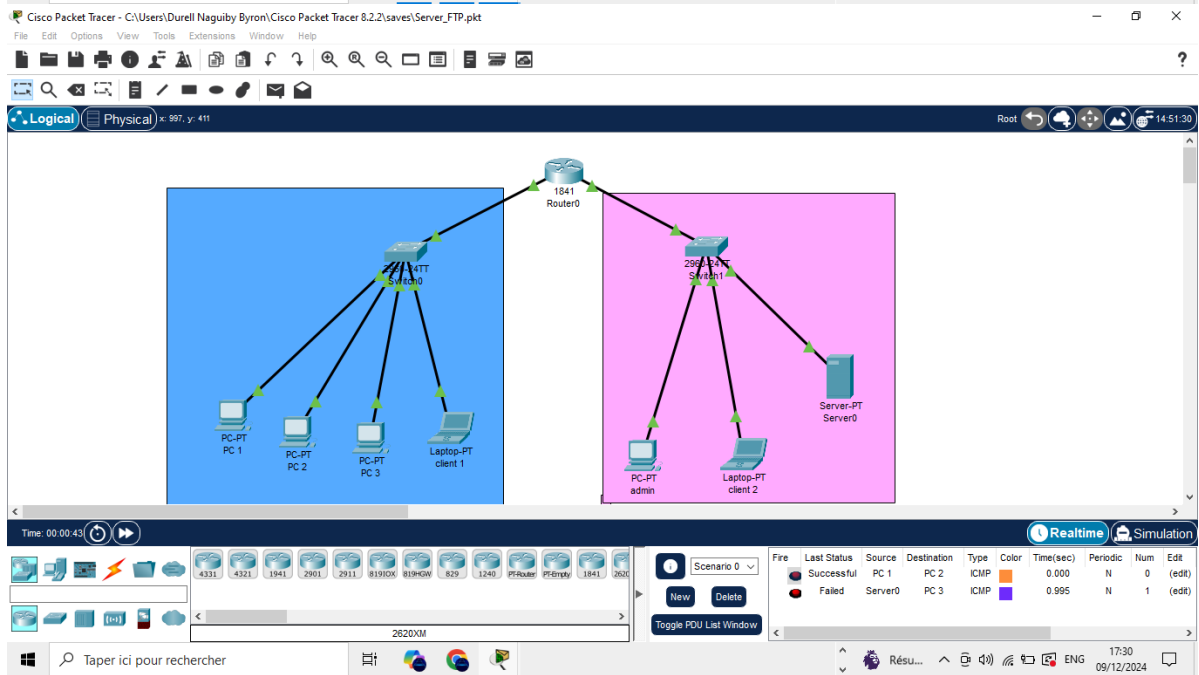 Cisco Packet Tracer - C:\Users\Durell Naguiby Byron\Cisco Packet Tracer 8.2.2\saves\Server_FTP.pkt
File Edit Options View Tools Extensions Window Help
?
Logical Physical x: 997, y: 411 Root 14:51:30
1841
Router0
2960-24TT
Switch0
2960-24TT
Switch1
PC-PT
PC 1
PC-PT
PC 2
PC-PT
PC 3
Laptop-PT
client 1
PC-PT
admin
Laptop-PT
client 2
Server-PT
Server0
Time: 00:00:43 Realtime Simulation
4331 4321 1941 2901 2911 819IOX 819HGW 829 1240 PT-Router PT-Empty 1841 262
2620XM
Scenario 0
New Delete
Toggle PDU List Window
Fire Last Status Source Destination Type Color Time(sec) Periodic Num Edit
Successful PC 1 PC 2 ICMP 0.000 N 0 (edit)
Failed Server0 PC 3 ICMP 0.995 N 1 (edit)
Taper ici pour rechercher Résu... ENG 17:30
09/12/2024